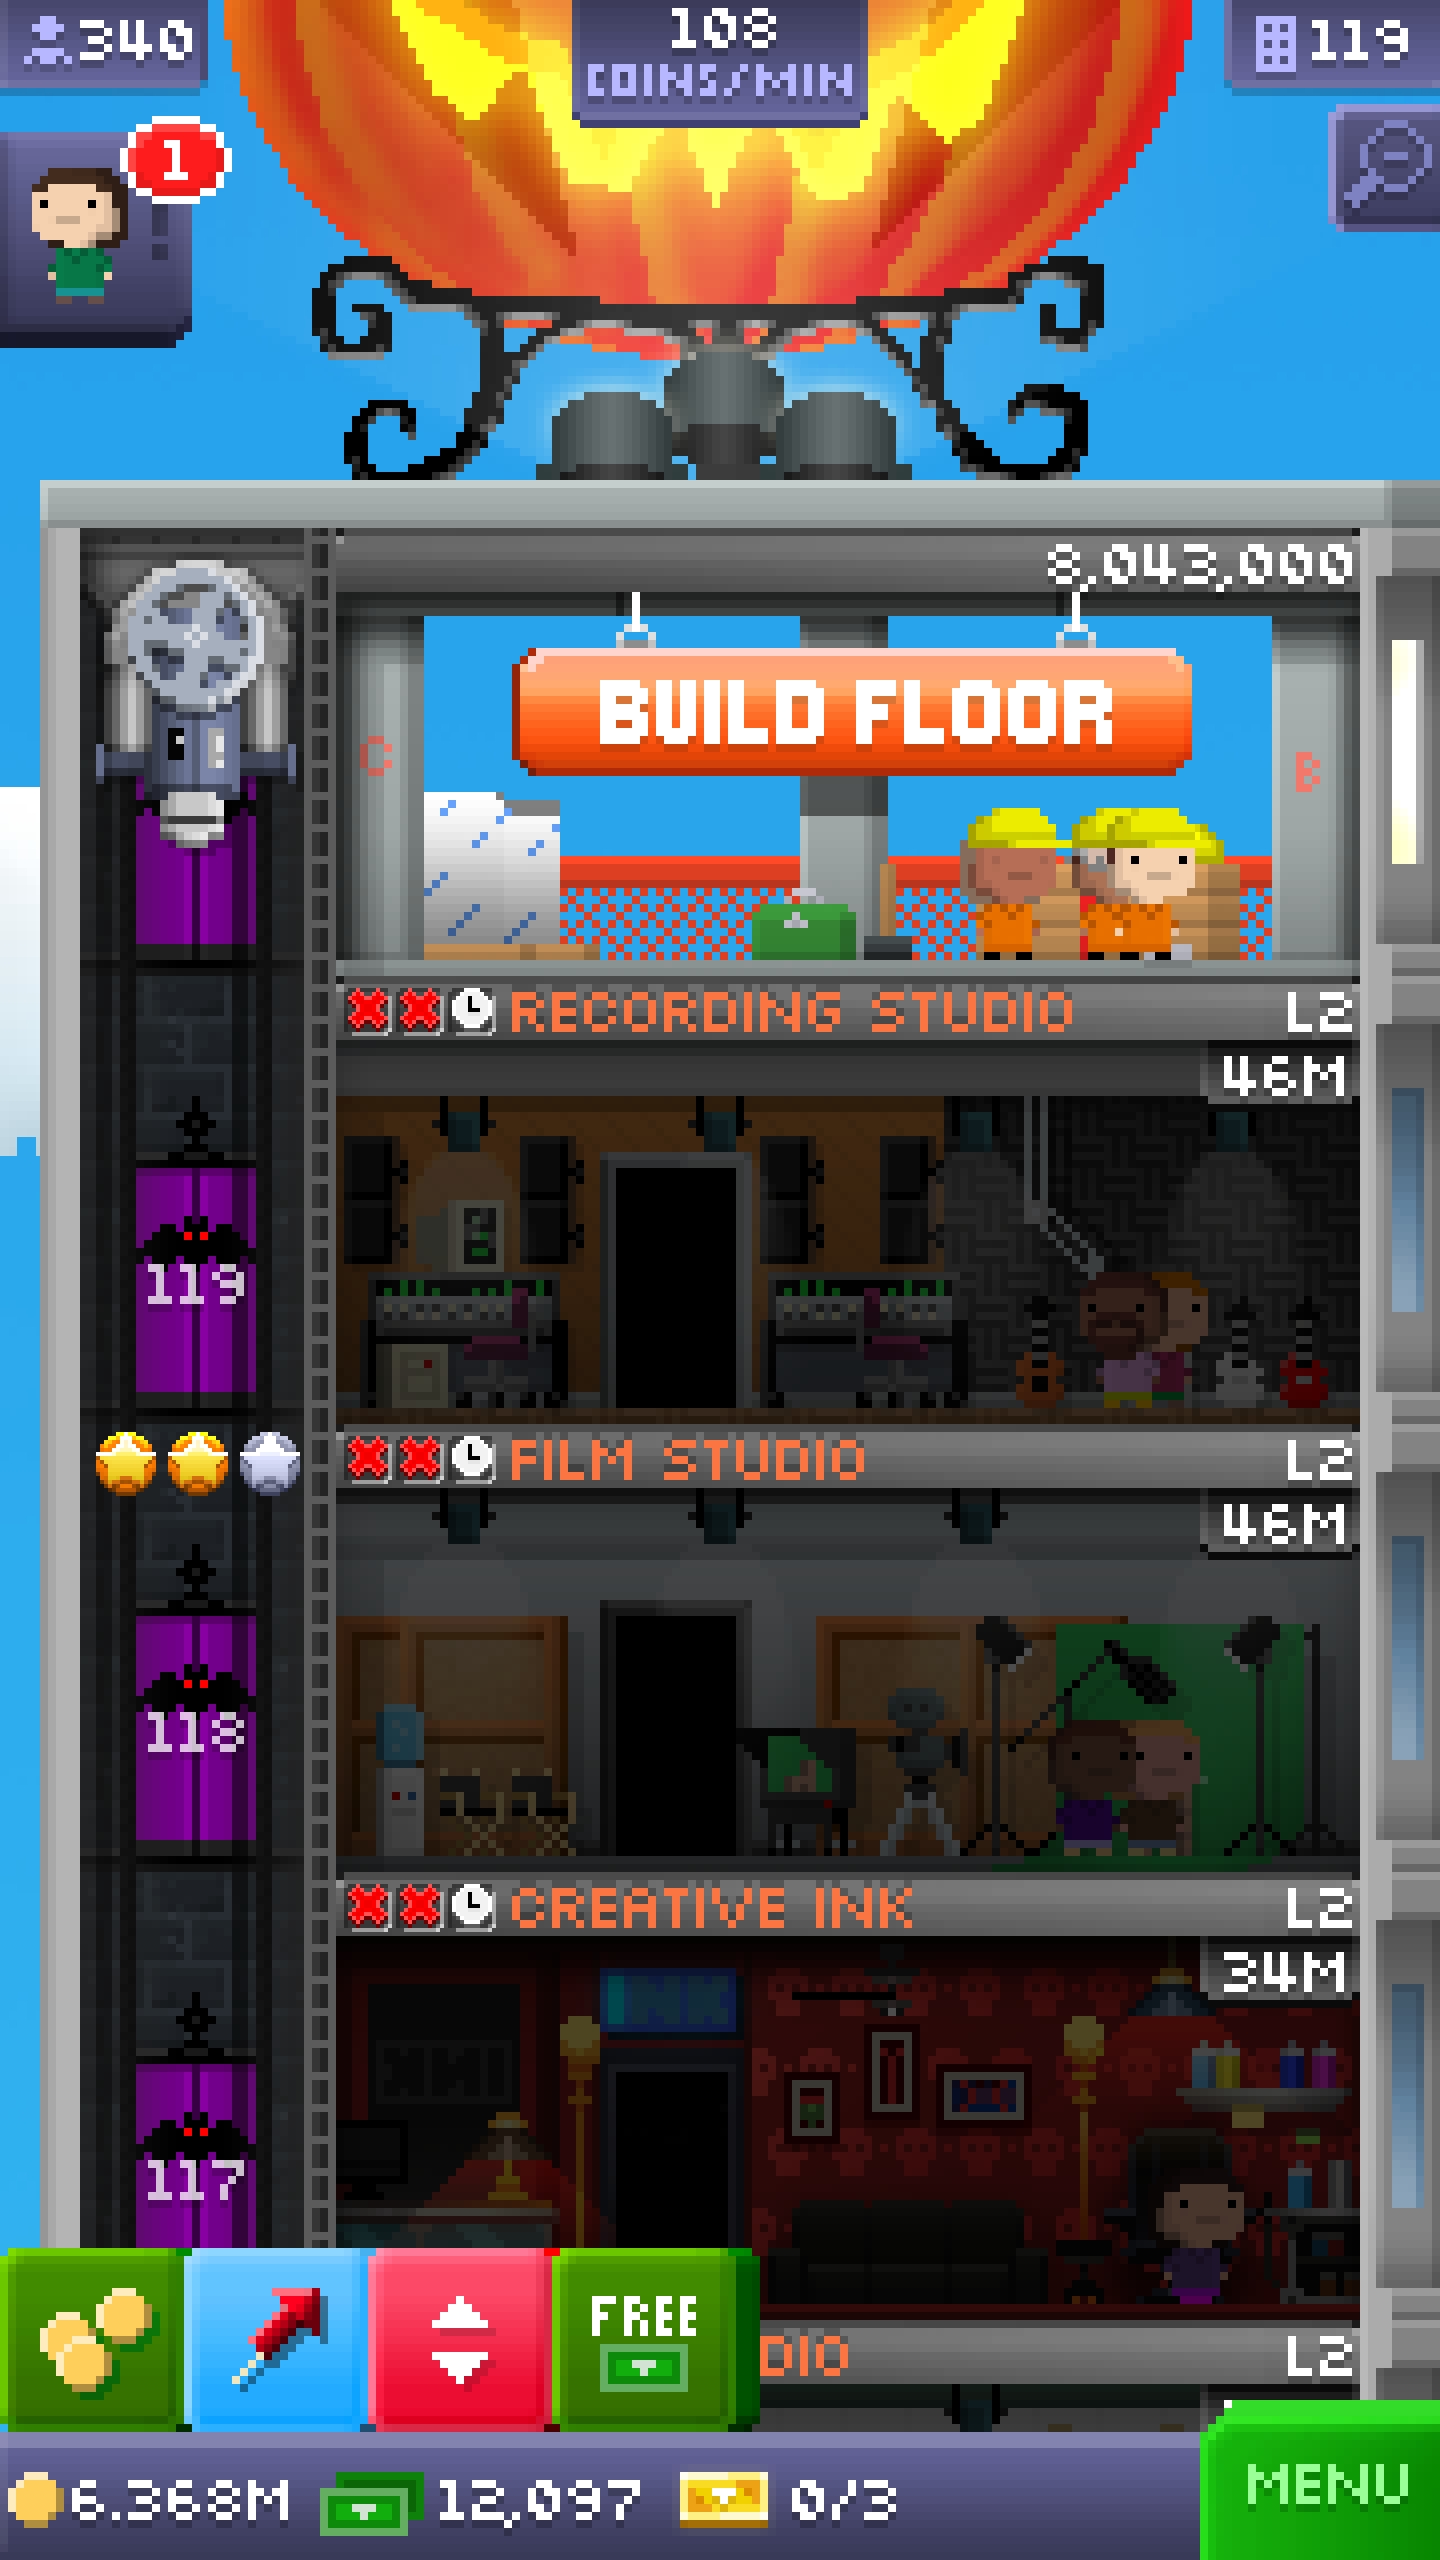 340
108
COINS/MIN
119
1
8,043,000
BUILD FLOOR
C
B
RECORDING STUDIO
L2
46M
119
FILM STUDIO
L2
46M
118
CREATIVE INK
L2
34M
INK
117
FREE
DIO
L2
6.368M
12,097
0/3
MENU